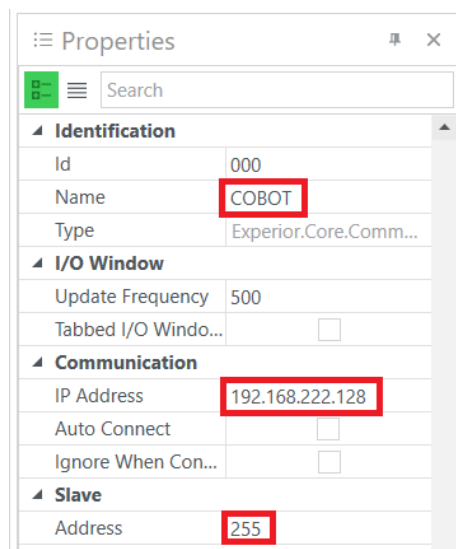 Properties
Search
Identification
Id 000
Name COBOT
Type Experior.Core.Comm...
I/O Window
Update Frequency 500
Tabbed I/O Windo...
Communication
IP Address 192.168.222.128
Auto Connect
Ignore When Con...
Slave
Address 255